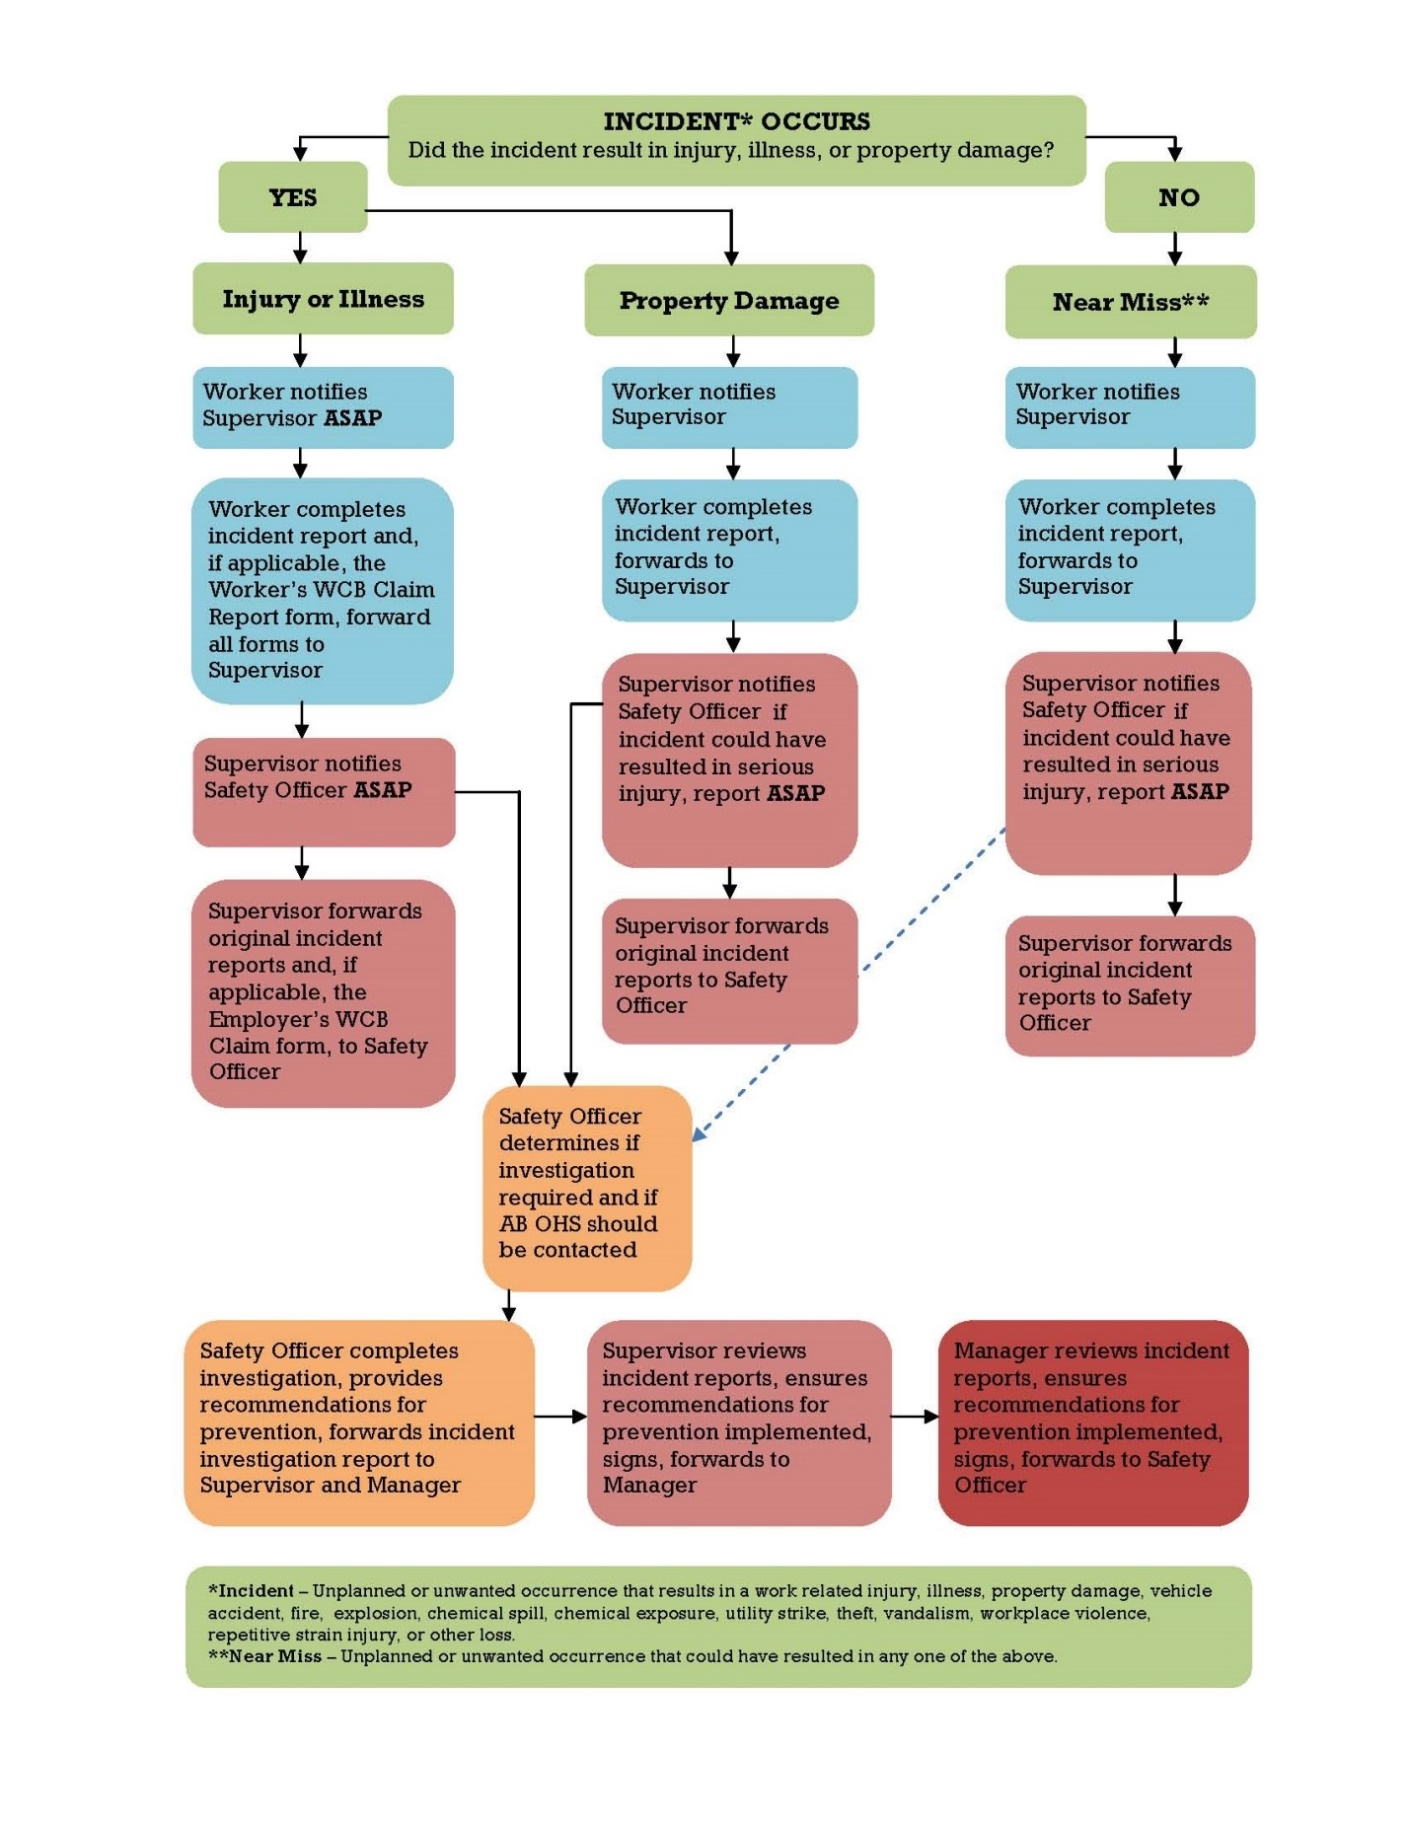 INCIDENT* OCCURS
Did the incident result in injury, illness, or property damage?
YES
NO
Injury or Illness
Property Damage
Near Miss**
Worker notifies
Supervisor ASAP
Worker notifies
Supervisor
Worker notifies
Supervisor
Worker completes
incident report and,
if applicable, the
Worker's WCB Claim
Report form, forward
all forms to
Supervisor
Worker completes
incident report,
forwards to
Supervisor
Worker completes
incident report,
forwards to
Supervisor
Supervisor notifies
Safety Officer ASAP
Supervisor notifies
Safety Officer if
incident could have
resulted in serious
injury, report ASAP
Supervisor notifies
Safety Officer if
incident could have
resulted in serious
injury, report ASAP
Supervisor forwards
original incident
reports and, if
applicable, the
Employer's WCB
Claim form, to Safety
Officer
Supervisor forwards
original incident
reports to Safety
Officer
Supervisor forwards
original incident
reports to Safety
Officer
Safety Officer
determines if
investigation
required and if
AB OHS should
be contacted
Safety Officer completes
investigation, provides
recommendations for
prevention, forwards incident
investigation report to
Supervisor and Manager
Supervisor reviews
incident reports, ensures
recommendations for
prevention implemented,
signs, forwards to
Manager
Manager reviews incident
reports, ensures
recommendations for
prevention implemented,
signs, forwards to Safety
Officer
*Incident – Unplanned or unwanted occurrence that results in a work related injury, illness, property damage, vehicle
accident, fire, explosion, chemical spill, chemical exposure, utility strike, theft, vandalism, workplace violence,
repetitive strain injury, or other loss.
**Near Miss – Unplanned or unwanted occurrence that could have resulted in any one of the above.